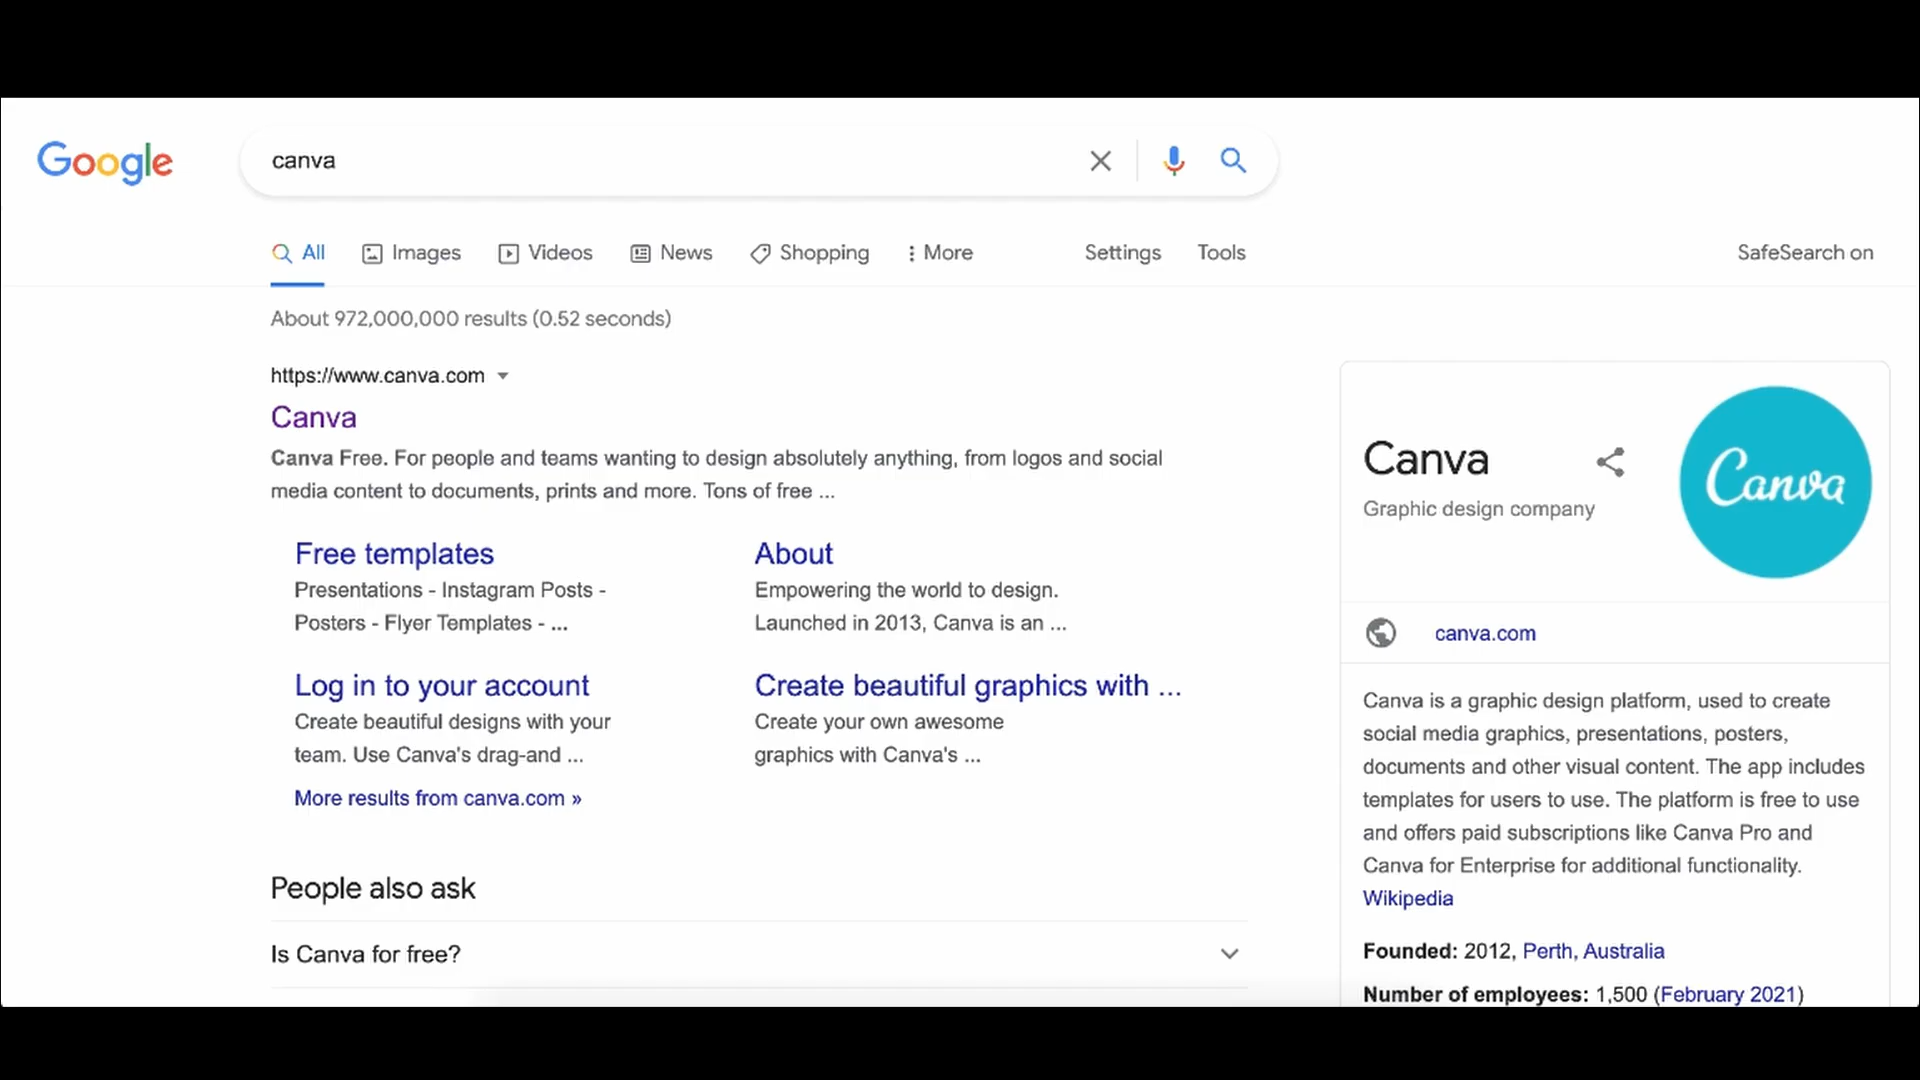 Google
canva
All
Images
Videos
News
Shopping
More
Settings
Tools
SafeSearch on
About 972,000,000 results (0.52 seconds)
https://www.canva.com
Canva
Canva Free. For people and teams wanting to design absolutely anything, from logos and social
media content to documents, prints and more. Tons of free ...
Free templates
Presentations - Instagram Posts -
Posters - Flyer Templates - ...
About
Empowering the world to design.
Launched in 2013, Canva is an ...
Log in to your account
Create beautiful designs with your
team. Use Canva's drag-and ...
Create beautiful graphics with ...
Create your own awesome
graphics with Canva's ...
More results from canva.com »
People also ask
Is Canva for free?
Canva
Graphic design company
Canva
canva.com
Canva is a graphic design platform, used to create
social media graphics, presentations, posters,
documents and other visual content. The app includes
templates for users to use. The platform is free to use
and offers paid subscriptions like Canva Pro and
Canva for Enterprise for additional functionality.
Wikipedia
Founded: 2012, Perth, Australia
Number of employees: 1,500 (February 2021)